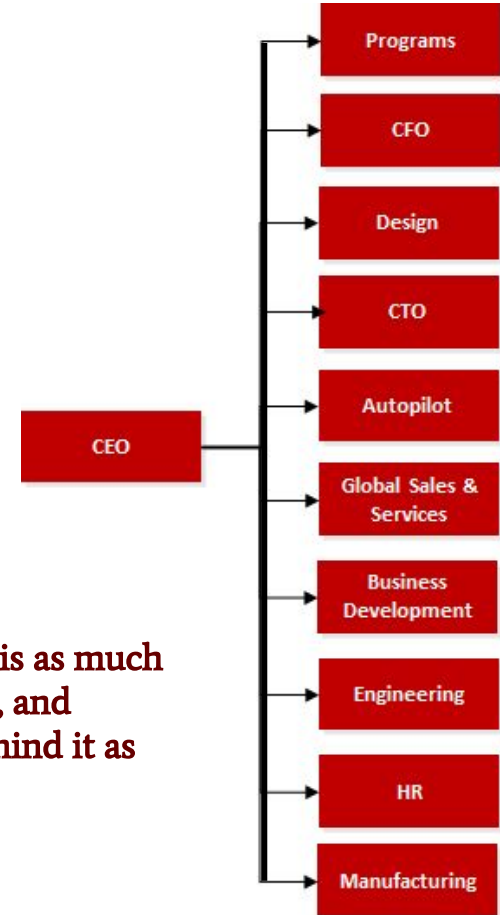 Programs
CFO
Design
CTO
Autopilot
CEO
Global Sales &
Services
Business
Development
is as much
, and
hind it as
Engineering
HR
Manufacturing